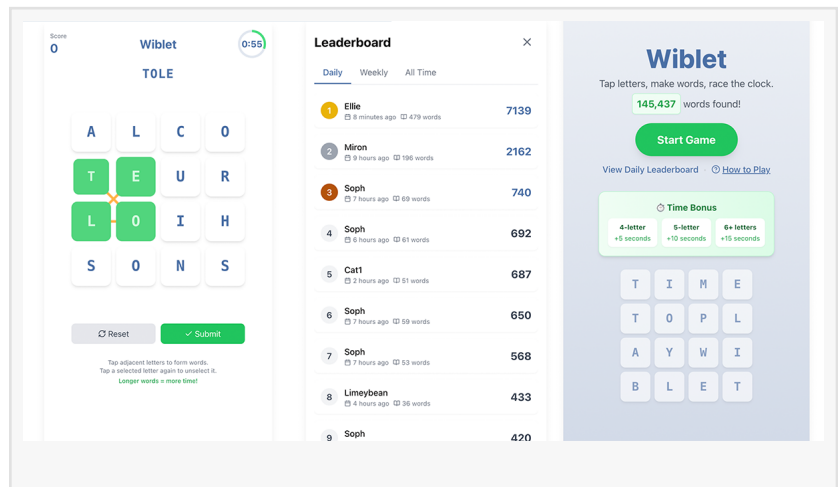 Score
0
Wiblet
0:55
TOLE
A L C O
T E U R
L O I H
S O N S
Reset
Submit
Tap adjacent letters to form words.
Tap a selected letter again to unselect it.
Longer words = more time!
Leaderboard
Daily Weekly All Time
1 Ellie 7139
8 minutes ago 479 words
2 Miron 2162
9 hours ago 196 words
3 Soph 740
7 hours ago 69 words
4 Soph 692
6 hours ago 61 words
5 Cat1 687
2 hours ago 51 words
6 Soph 650
7 hours ago 59 words
7 Soph 568
7 hours ago 53 words
8 Limeybean 433
4 hours ago 36 words
9 Soph 420
Wiblet
Tap letters, make words, race the clock.
145,437 words found!
Start Game
View Daily Leaderboard · How to Play
Time Bonus
4-letter 5-letter 6+ letters
+5 seconds +10 seconds +15 seconds
T I M E
T O P L
A Y W I
B L E T